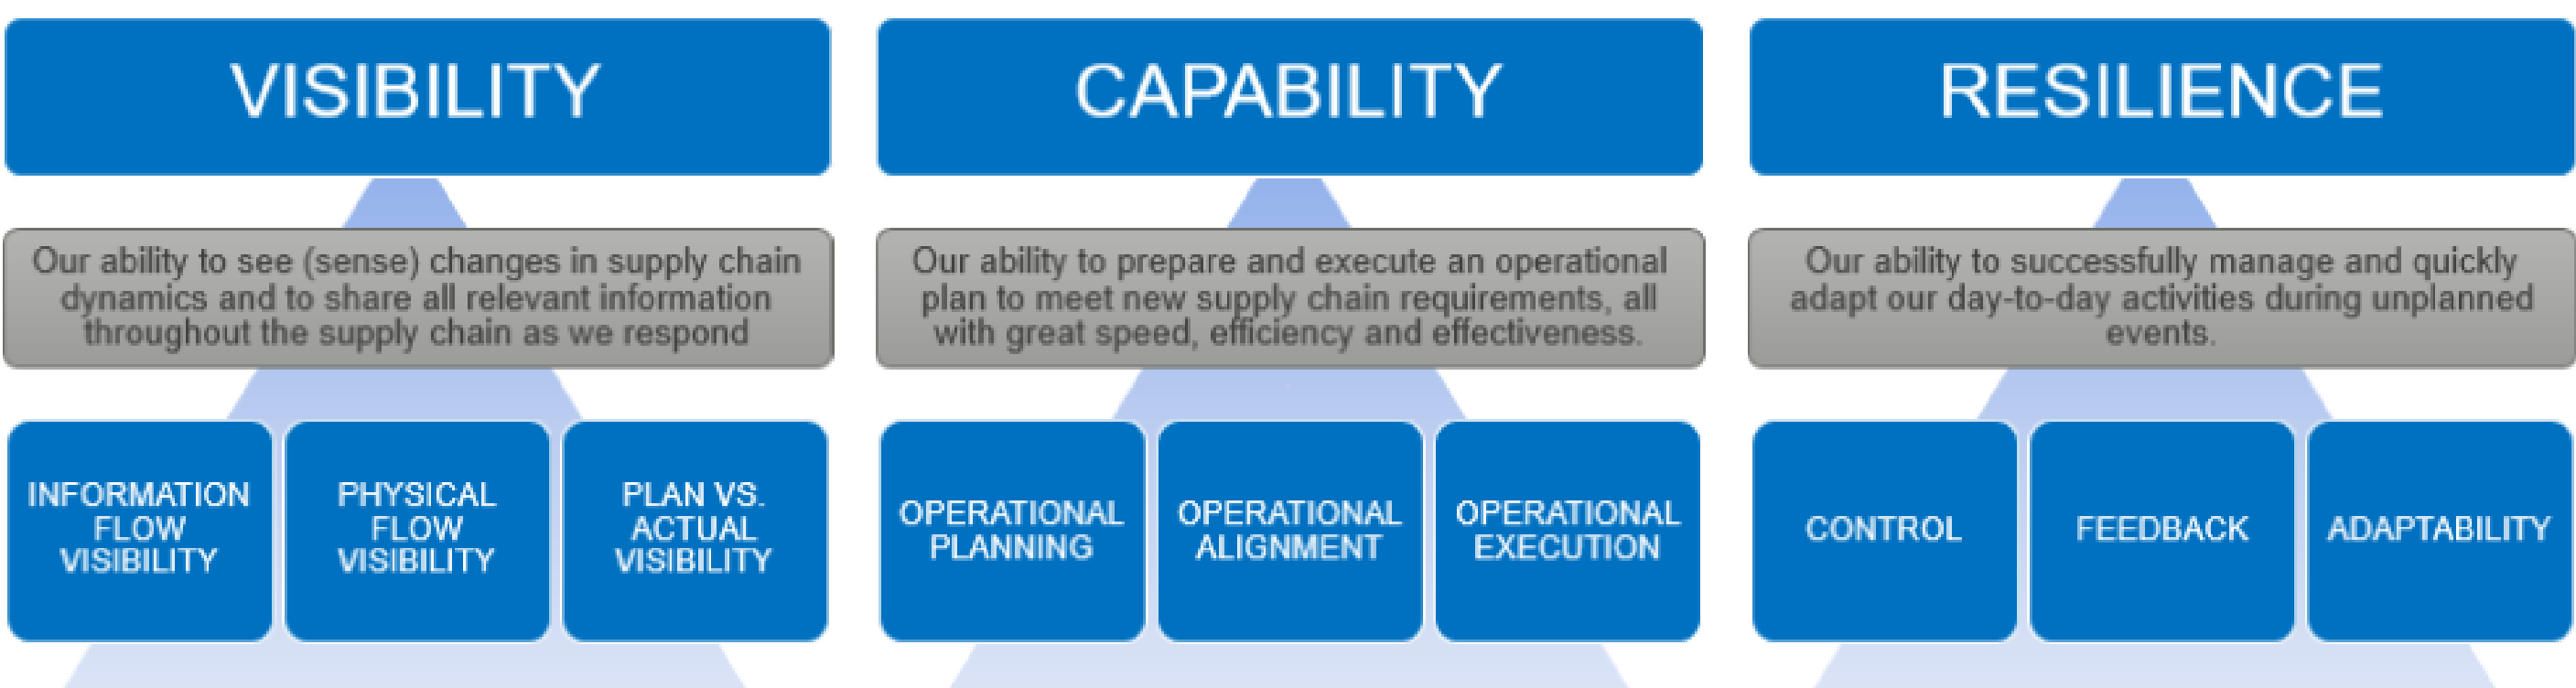 VISIBILITY
Our ability to see (sense) changes in supply chain
dynamics and to share all relevant information
throughout the supply chain as we respond
INFORMATION
FLOW
VISIBILITY
PHYSICAL
FLOW
VISIBILITY
PLAN VS.
ACTUAL
VISIBILITY
CAPABILITY
Our ability to prepare and execute an operational
plan to meet new supply chain requirements, all
with great speed, efficiency and effectiveness.
OPERATIONAL
PLANNING
OPERATIONAL
ALIGNMENT
OPERATIONAL
EXECUTION
RESILIENCE
Our ability to successfully manage and quickly
adapt our day-to-day activities during unplanned
events.
CONTROL
FEEDBACK
ADAPTABILITY